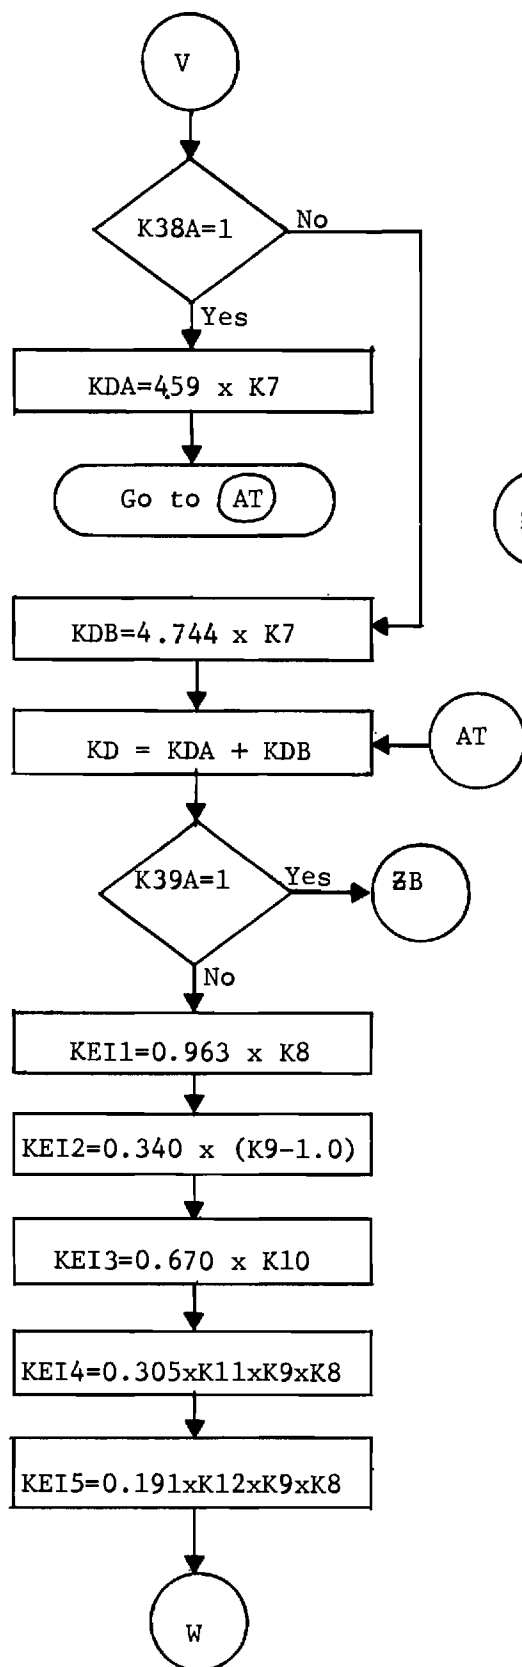 V
K38A=1
No
Yes
KDA=459 x K7
Go to AT
KDB=4.744 x K7
KD = KDA + KDB
AT
K39A=1
Yes
ƵB
No
KEI1=0.963 x K8
KEI2=0.340 x (K9-1.0)
KEI3=0.670 x K10
KEI4=0.305xK11xK9xK8
KEI5=0.191xK12xK9xK8
W